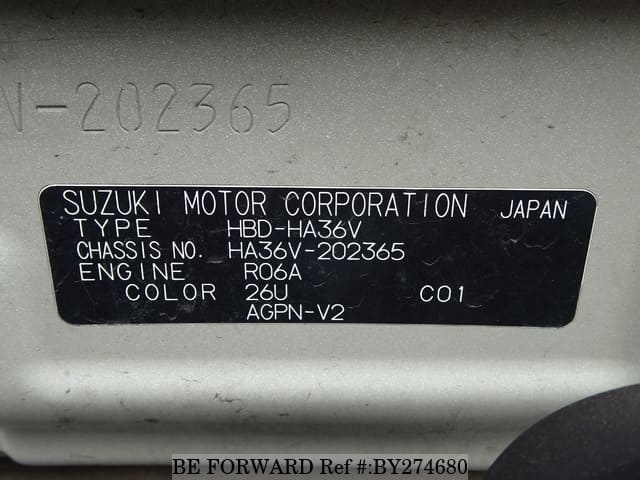 N-202365
SUZUKI MOTOR CORPORATION JAPAN
TYPE HBD-HA36V
CHASSIS NO. HA36V-202365
ENGINE R06A
COLOR 26U C01
AGPN-V2
BE FORWARD Ref #:BY274680